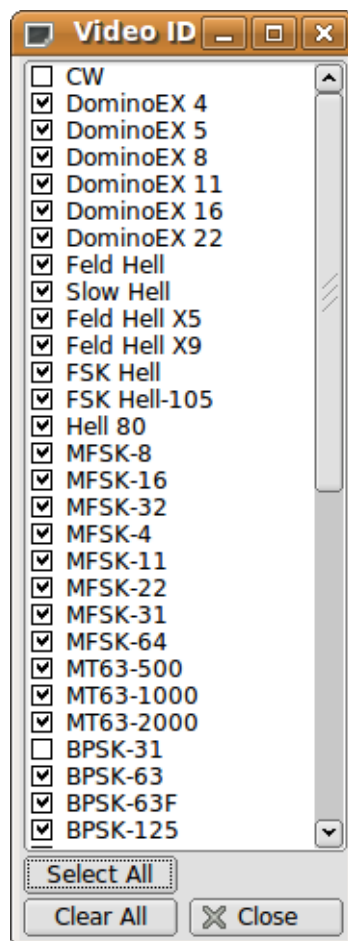 Video ID
CW
DominoEX 4
DominoEX 5
DominoEX 8
DominoEX 11
DominoEX 16
DominoEX 22
Feld Hell
Slow Hell
Feld Hell X5
Feld Hell X9
FSK Hell
FSK Hell-105
Hell 80
MFSK-8
MFSK-16
MFSK-32
MFSK-4
MFSK-11
MFSK-22
MFSK-31
MFSK-64
MT63-500
MT63-1000
MT63-2000
BPSK-31
BPSK-63
BPSK-63F
BPSK-125
Select All
Clear All Close